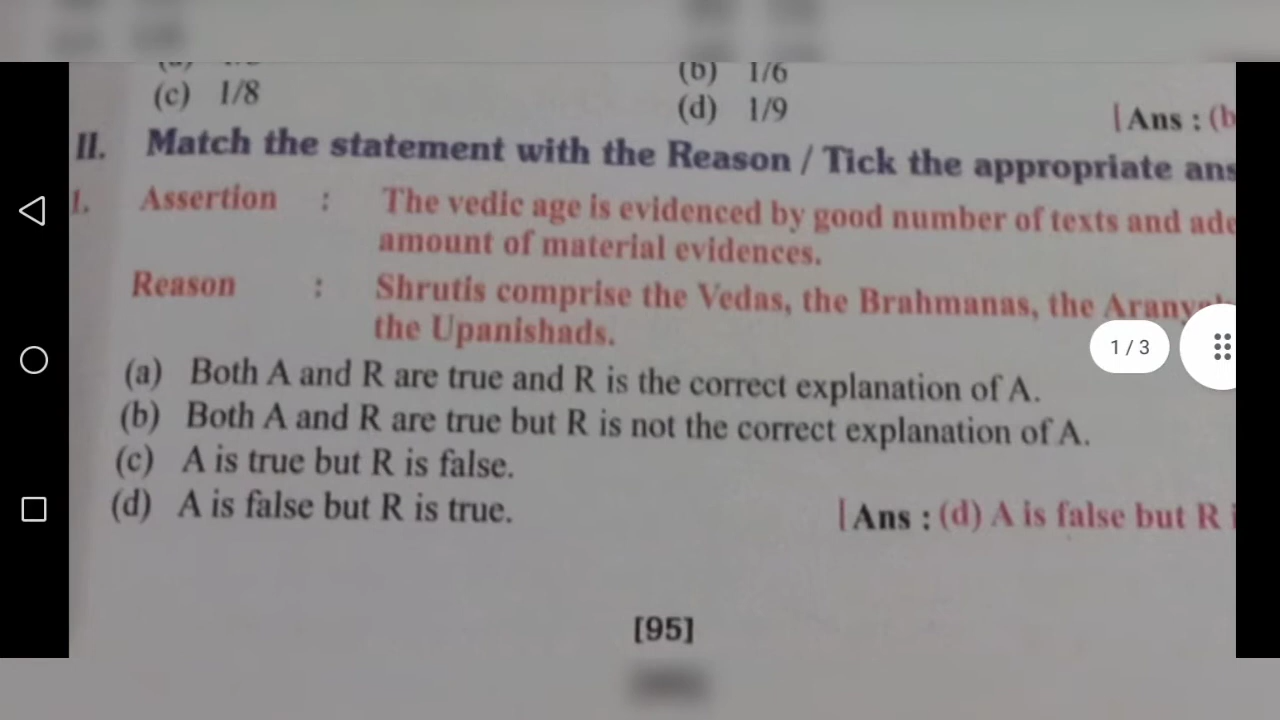 (b) 1/6
(c) 1/8
(d) 1/9
[Ans : (b
II. Match the statement with the Reason / Tick the appropriate ans
1. Assertion : The vedic age is evidenced by good number of texts and ade
amount of material evidences.
Reason : Shrutis comprise the Vedas, the Brahmanas, the Arany
the Upanishads.
1 / 3
(a) Both A and R are true and R is the correct explanation of A.
(b) Both A and R are true but R is not the correct explanation of A.
(c) A is true but R is false.
(d) A is false but R is true.
[Ans : (d) A is false but R i
[95]